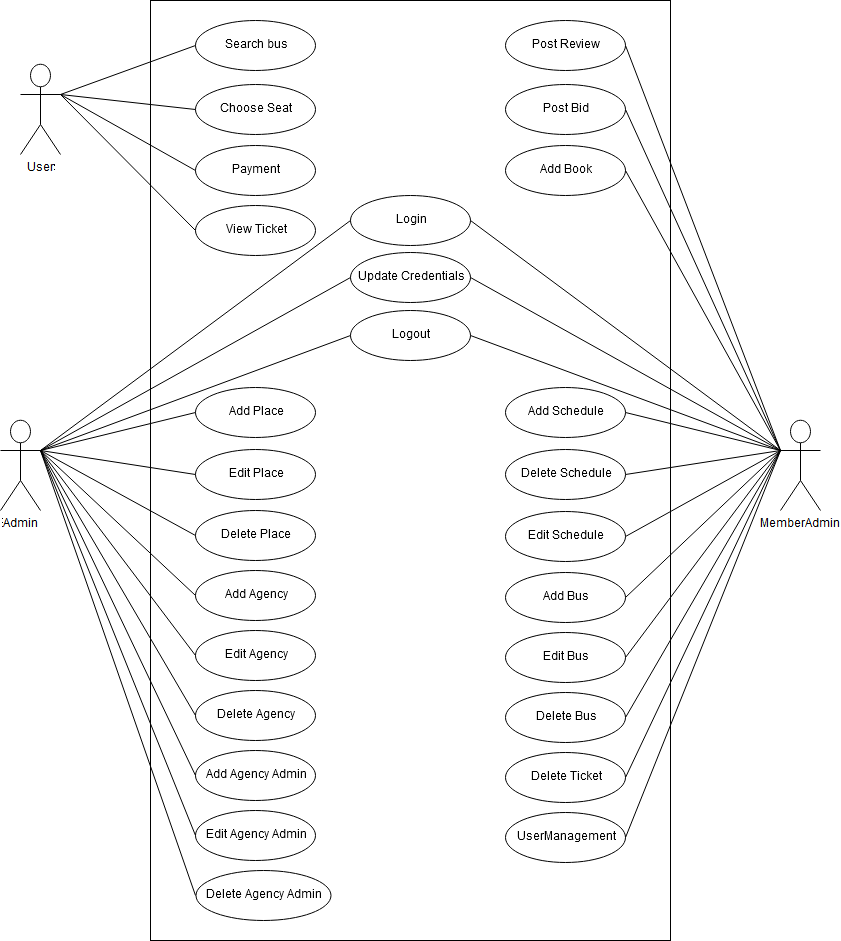 Search bus
Post Review
Choose Seat
Post Bid
User
Payment
Add Book
Login
View Ticket
Update Credentials
Logout
Add Place
Add Schedule
Edit Place
Delete Schedule
:Admin
MemberAdmin
Delete Place
Edit Schedule
Add Agency
Add Bus
Edit Agency
Edit Bus
Delete Agency
Delete Bus
Add Agency Admin
Delete Ticket
Edit Agency Admin
UserManagement
Delete Agency Admin